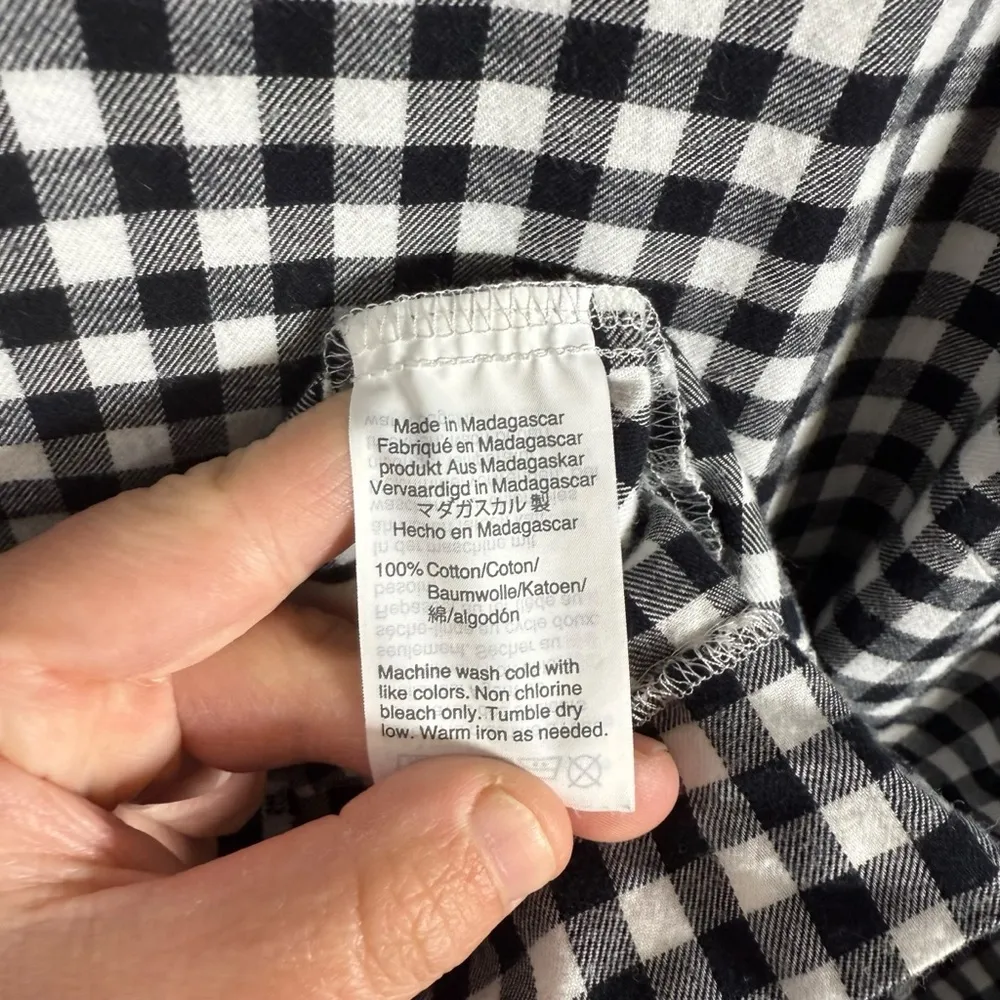 Made in Madagascar
Fabriqué en Madagascar
produkt Aus Madagaskar
Vervaardigd in Madagascar
マダガスカル 製
Hecho en Madagascar
100% Cotton/Coton/
Baumwolle/Katoen/
綿/algodón
Machine wash cold with
like colors. Non chlorine
bleach only. Tumble dry
low. Warm iron as needed.